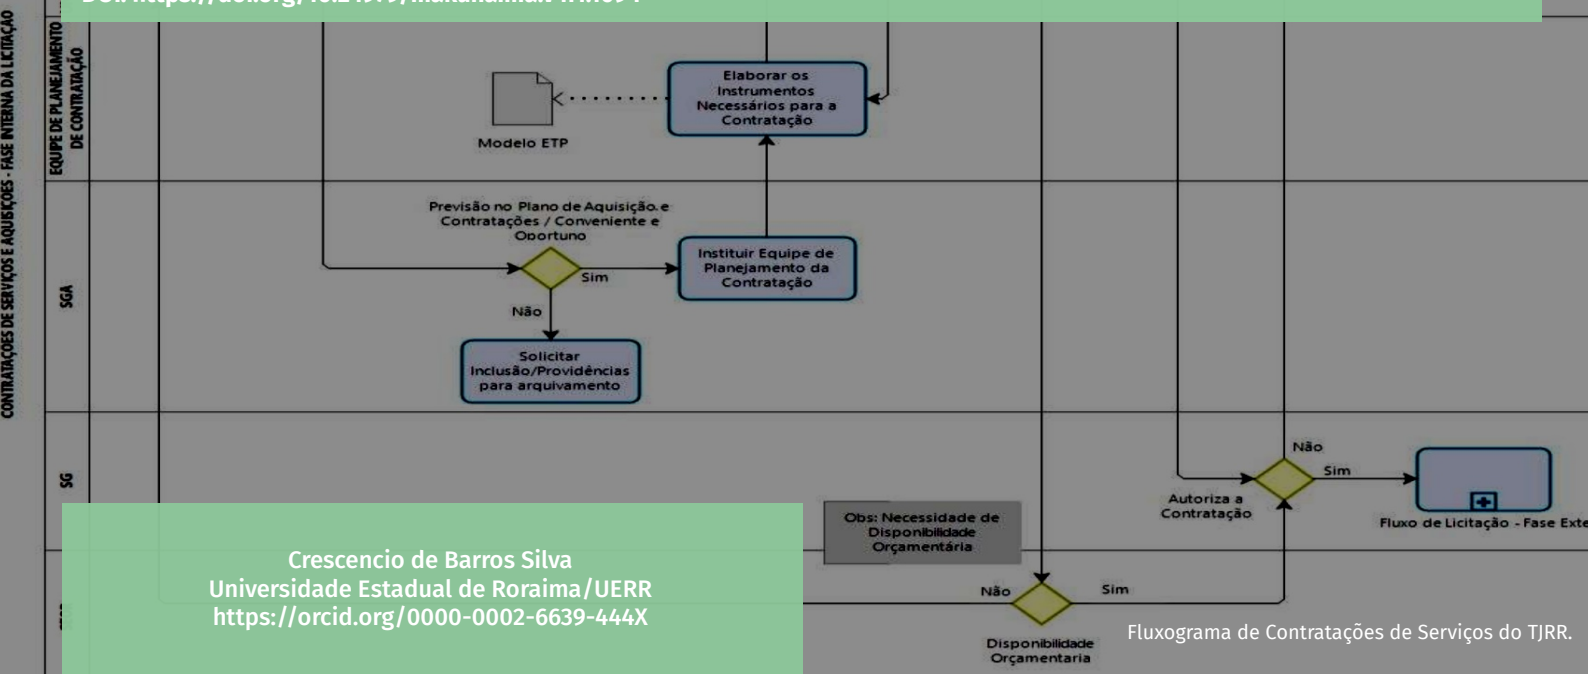 CONTRATAÇÕES DE SERVIÇOS E AQUISIÇÕES - FASE INTERNA DA LICITAÇÃO
EQUIPE DE PLANEJAMENTO
DE CONTRATAÇÃO
Elaborar os
Instrumentos
Necessários para a
Contratação
Modelo ETP
SGA
Previsão no Plano de Aquisição e
Contratações / Conveniente e
Oportuno
Sim
Não
Instituir Equipe de
Planejamento da
Contratação
Solicitar
Inclusão/Providências
para arquivamento
SG
Autoriza a
Contratação
Não
Sim
Fluxo de Licitação - Fase Exte
Obs: Necessidade de
Disponibilidade
Orçamentária
Não
Sim
Disponibilidade
Orçamentaria
Crescencio de Barros Silva
Universidade Estadual de Roraima/UERR
https://orcid.org/0000-0002-6639-444X
Fluxograma de Contratações de Serviços do TJRR.